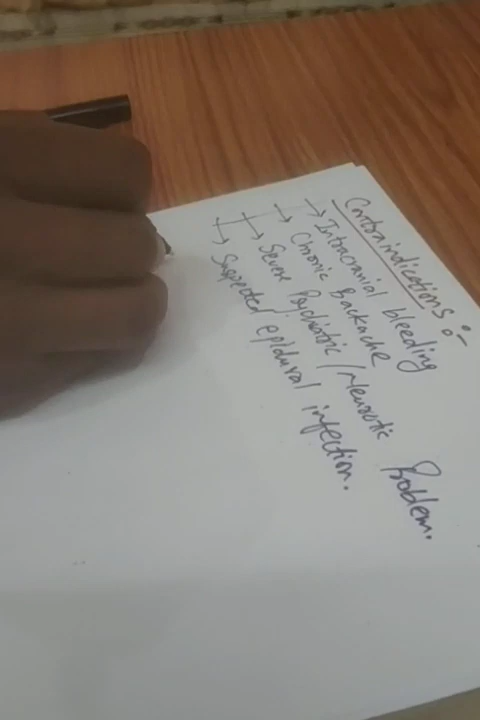 Contraindications :-
→ Intracranial bleeding
→ Chronic Backache
→ Severe Psychiatric / Neurotic Problem.
→ Suspected epidural infection.